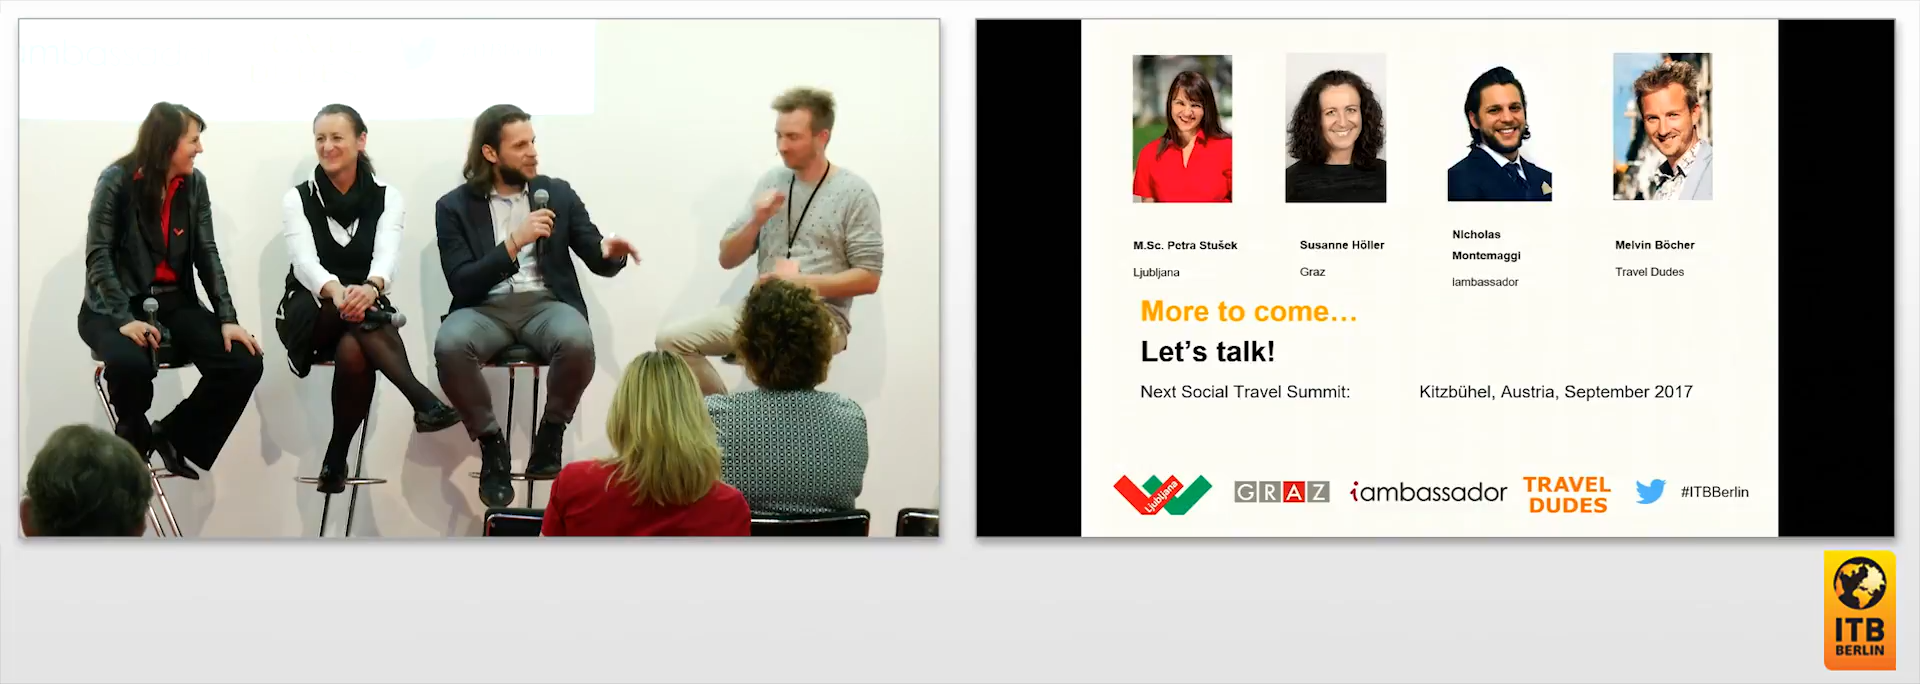 M.Sc. Petra Stušek
Ljubljana
Susanne Höller
Graz
Nicholas
Montemaggi
iambassador
Melvin Böcher
Travel Dudes
More to come…
Let's talk!
Next Social Travel Summit: Kitzbühel, Austria, September 2017
Ljubljana
GRAZ
iambassador
TRAVEL
DUDES
#ITBBerlin
ITB
BERLIN